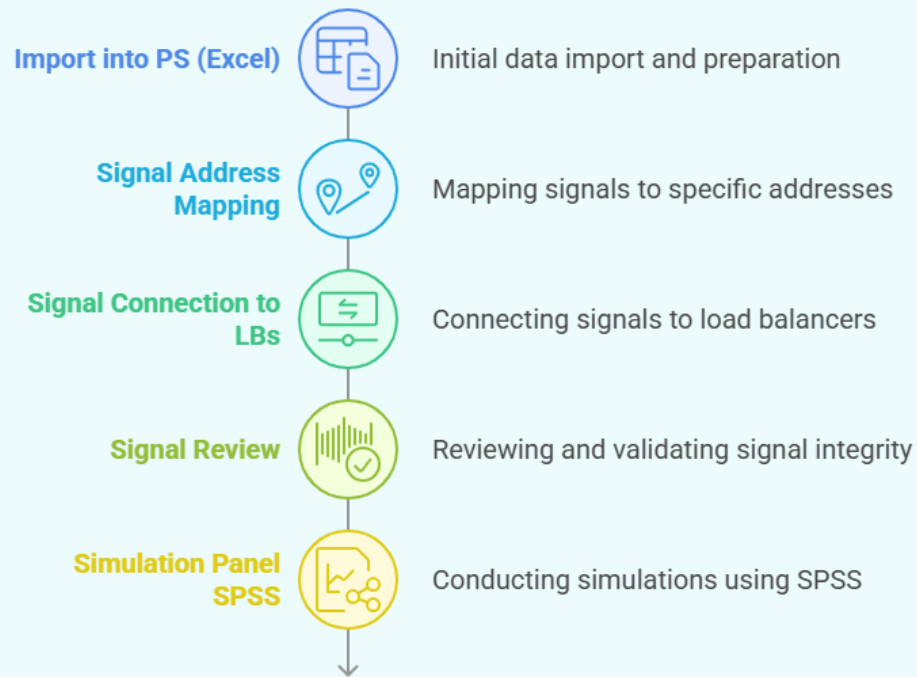 Import into PS (Excel)
Initial data import and preparation
Signal Address
Mapping
Mapping signals to specific addresses
Signal Connection to
LBs
Connecting signals to load balancers
Signal Review
Reviewing and validating signal integrity
Simulation Panel
SPSS
Conducting simulations using SPSS